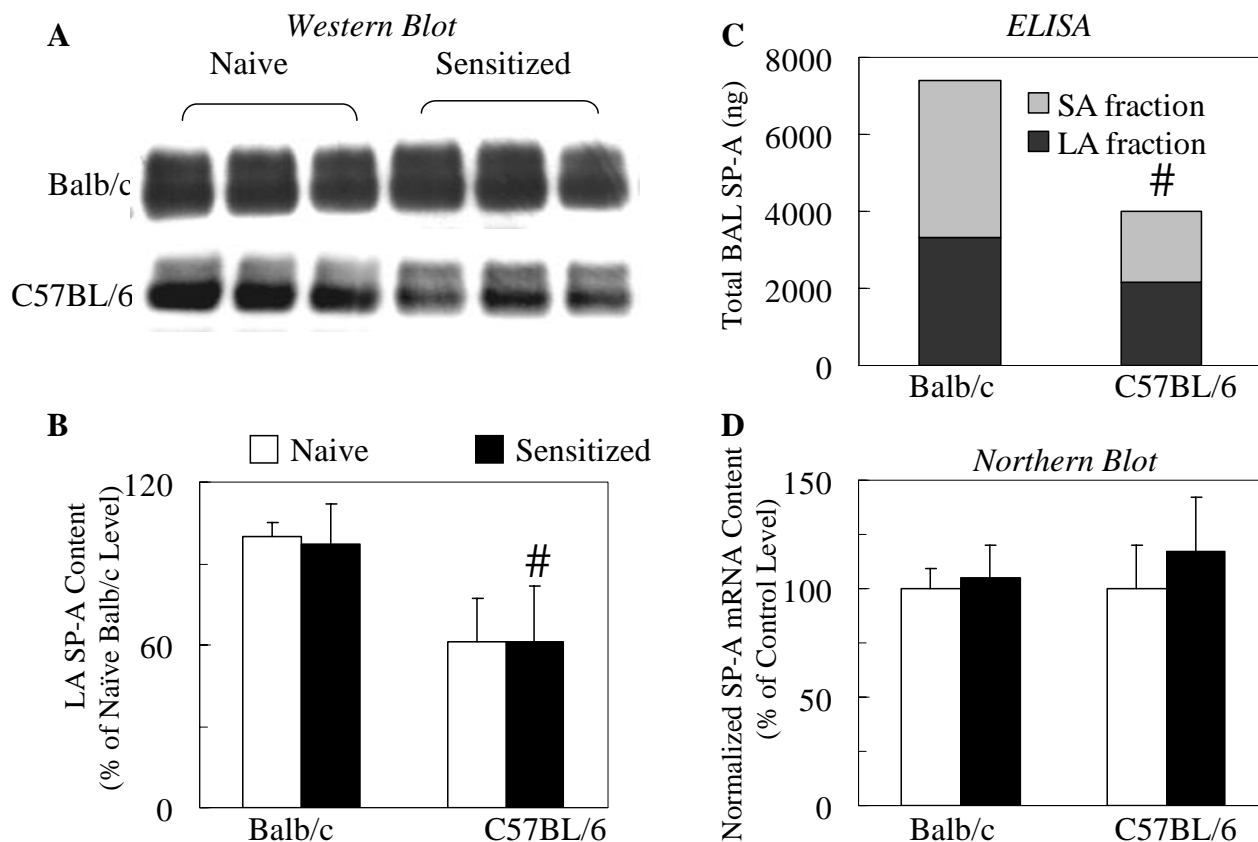 A
Western Blot
Naive
Sensitized
Balb/c
C57BL/6
B
Naive
Sensitized
LA SP-A Content
(% of Naïve Balb/c Level)
120
60
0
Balb/c
C57BL/6
#
C
ELISA
Total BAL SP-A (ng)
8000
6000
4000
2000
0
SA fraction
LA fraction
#
Balb/c
C57BL/6
D
Northern Blot
Normalized SP-A mRNA Content
(% of Control Level)
150
100
50
0
Balb/c
C57BL/6